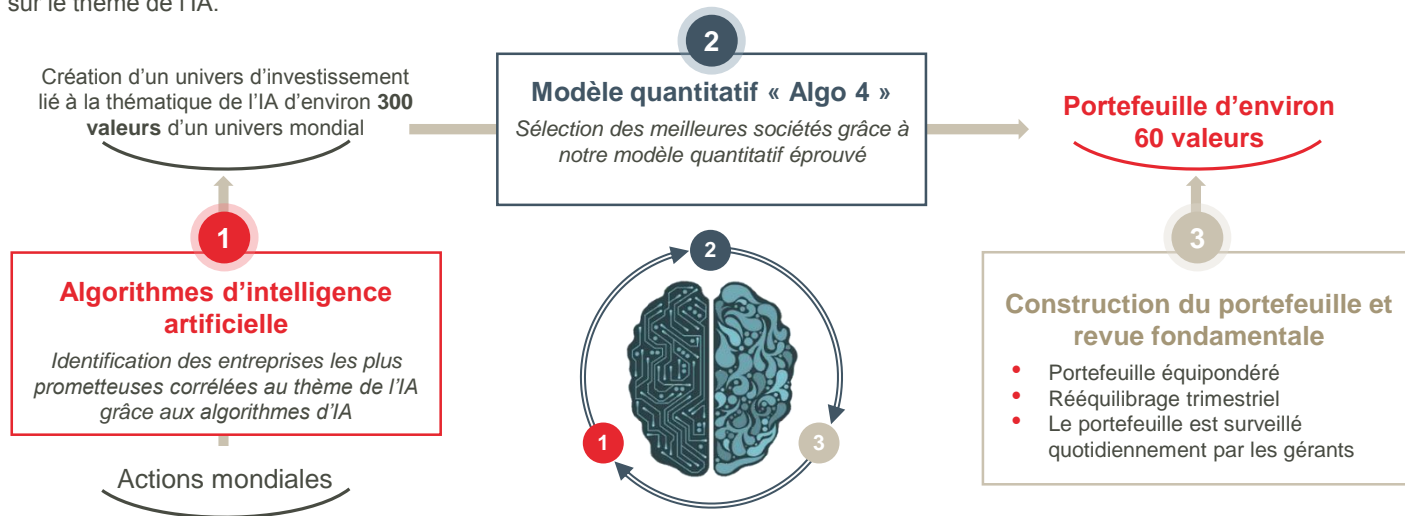 sur le thème de l'IA.
Création d'un univers d'investissement
lié à la thématique de l'IA d'environ 300
valeurs d'un univers mondial
1
Algorithmes d'intelligence
artificielle
Identification des entreprises les plus
prometteuses corrélées au thème de l'IA
grâce aux algorithmes d'IA
Actions mondiales
2
Modèle quantitatif « Algo 4 »
Sélection des meilleures sociétés grâce à
notre modèle quantitatif éprouvé
2
1
3
Portefeuille d'environ
60 valeurs
3
Construction du portefeuille et
revue fondamentale
• Portefeuille équipondéré
• Rééquilibrage trimestriel
• Le portefeuille est surveillé
quotidiennement par les gérants